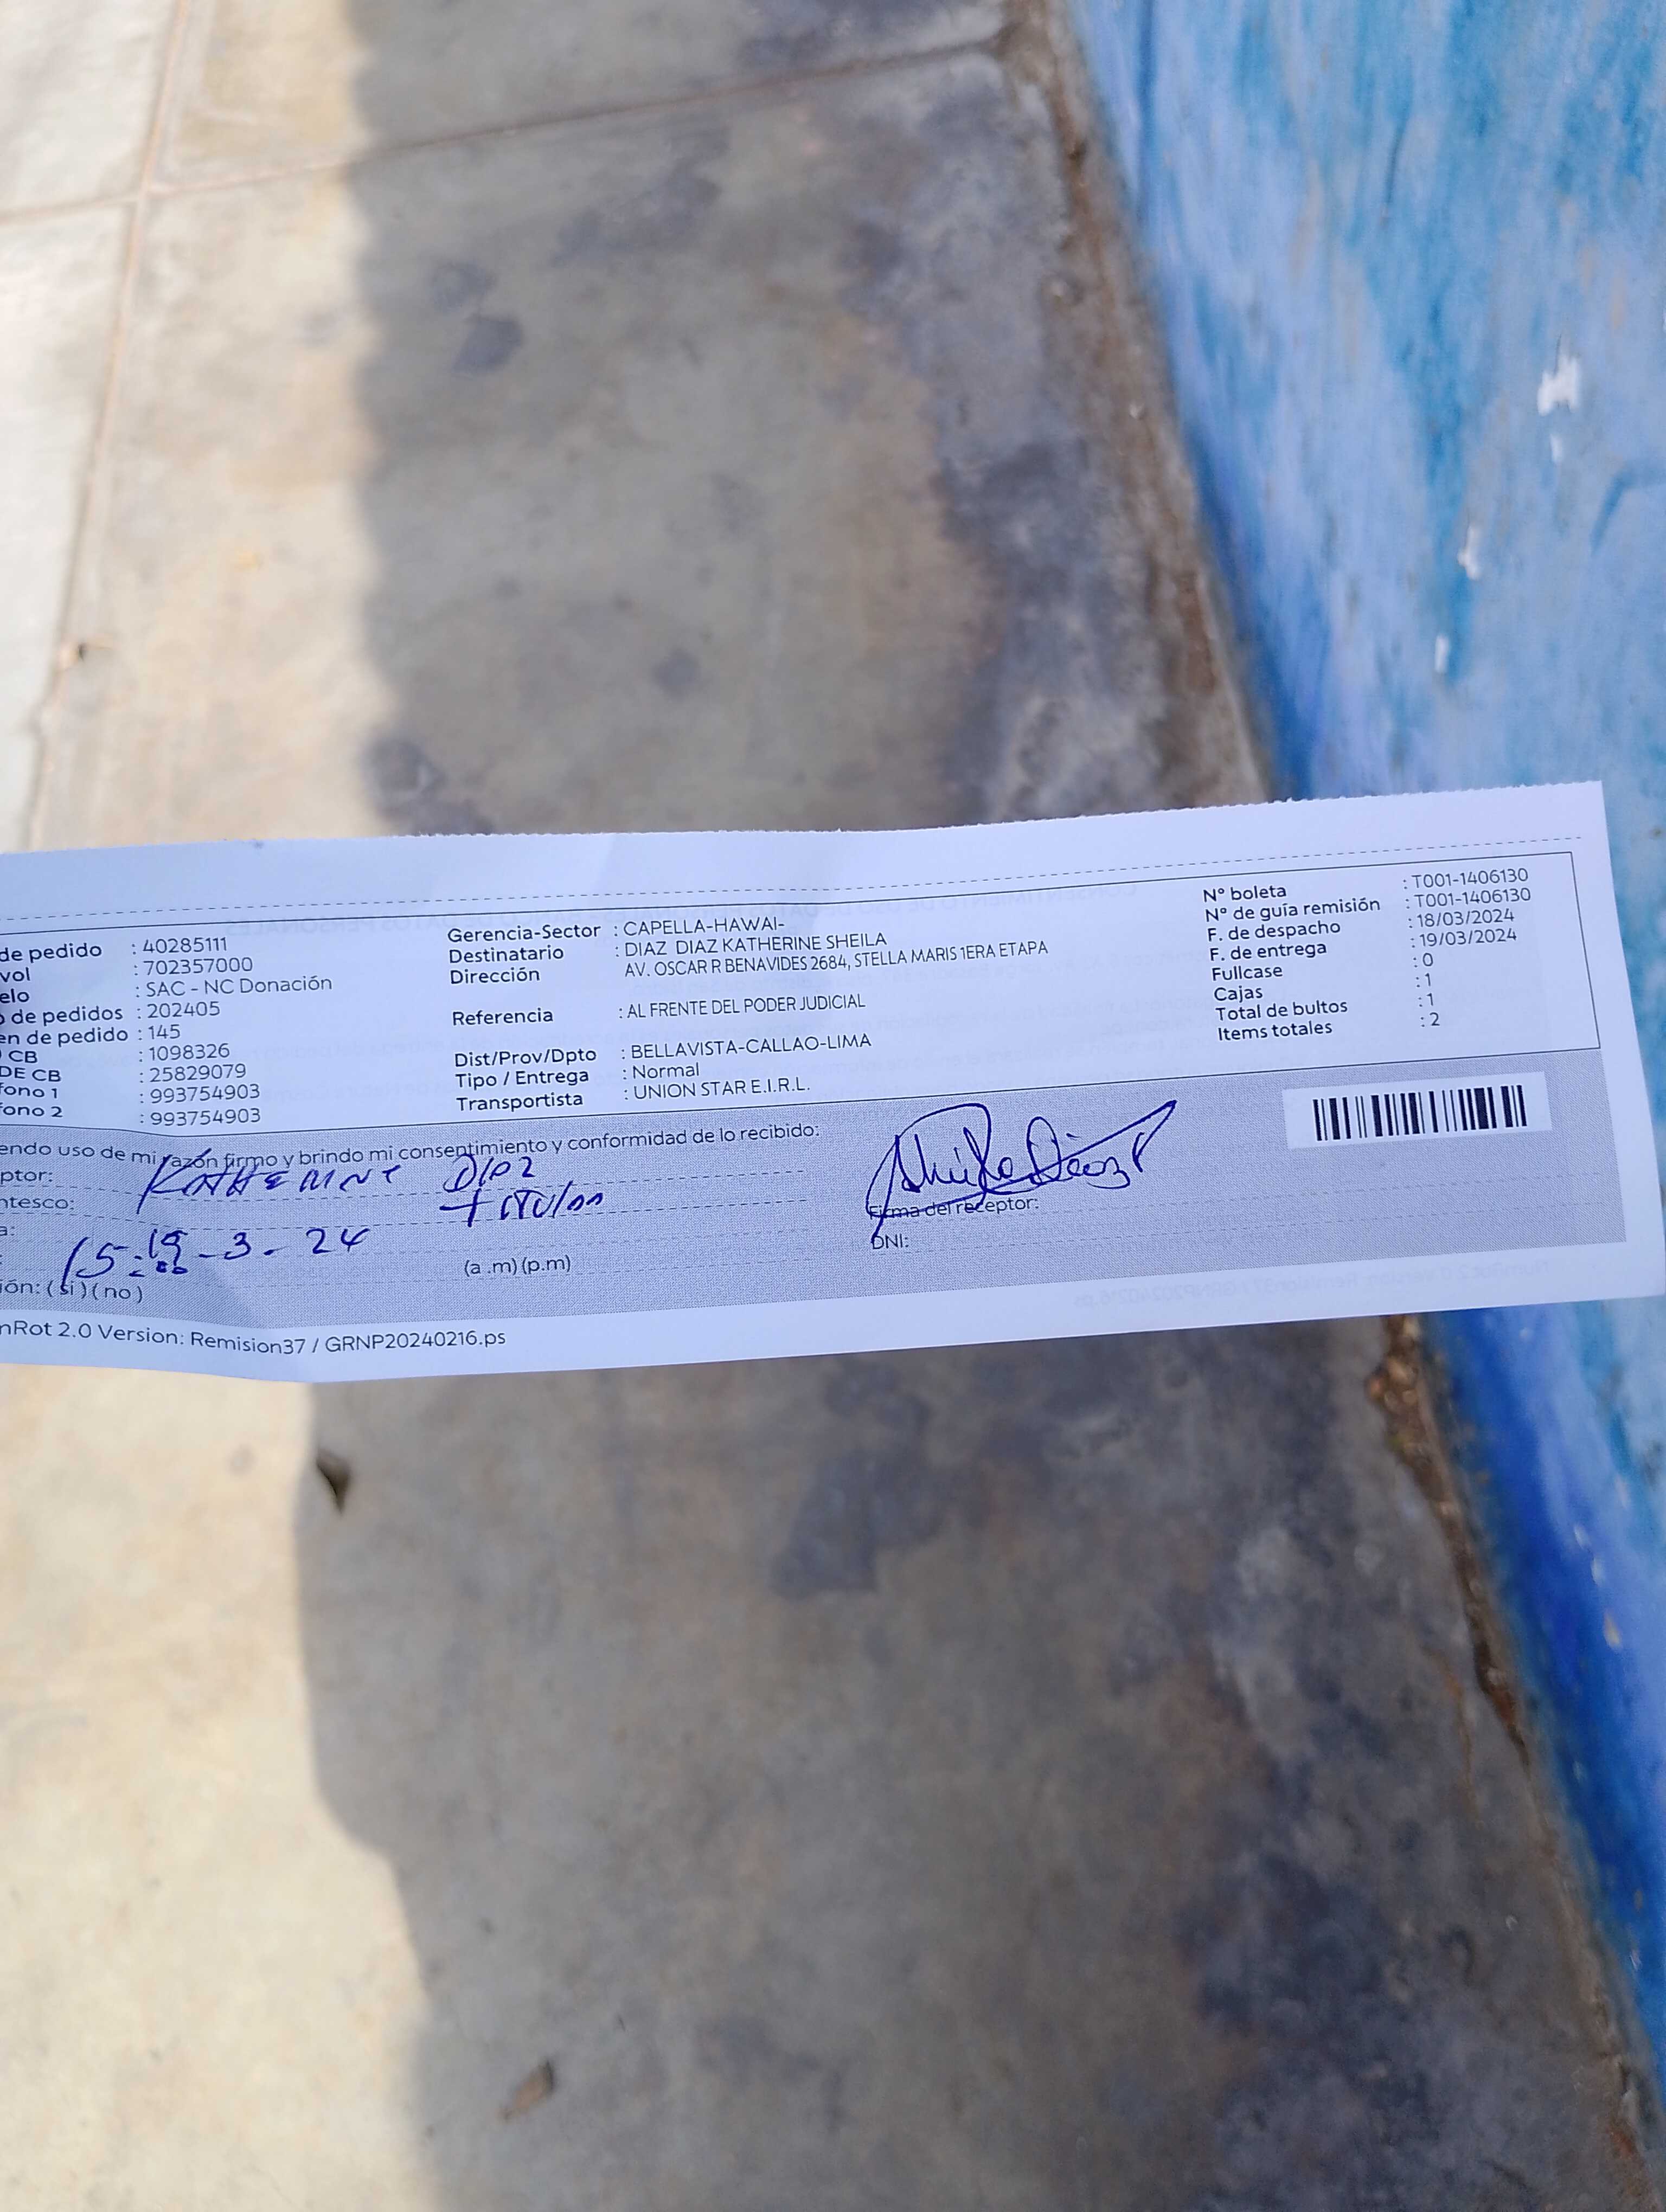 de pedido : 40285111
vol : 702357000
elo : SAC - NC Donación
de pedidos : 202405
en de pedido : 145
CB : 1098326
DE CB : 25829079
fono 1 : 993754903
fono 2 : 993754903
Gerencia-Sector : CAPELLA-HAWAI-
Destinatario : DIAZ DIAZ KATHERINE SHEILA
Dirección AV. OSCAR R BENAVIDES 2684, STELLA MARIS 1ERA ETAPA
Referencia : AL FRENTE DEL PODER JUDICIAL
Dist/Prov/Dpto : BELLAVISTA-CALLAO-LIMA
Tipo / Entrega : Normal
Transportista : UNION STAR E.I.R.L.
N° boleta : T001-1406130
N° de guía remisión : T001-1406130
F. de despacho : 18/03/2024
F. de entrega : 19/03/2024
Fullcase : 0
Cajas : 1
Total de bultos : 1
Items totales : 2
endo uso de mi razón firmo y brindo mi consentimiento y conformidad de lo recibido:
ptor: KATHERINE DIAZ
ntesco: titular
a: 19-3-24
15:
(a .m) (p.m)
ión: (si) (no)
Firma del receptor:
DNI:
nRot 2.0 Version: Remision37 / GRNP20240216.ps